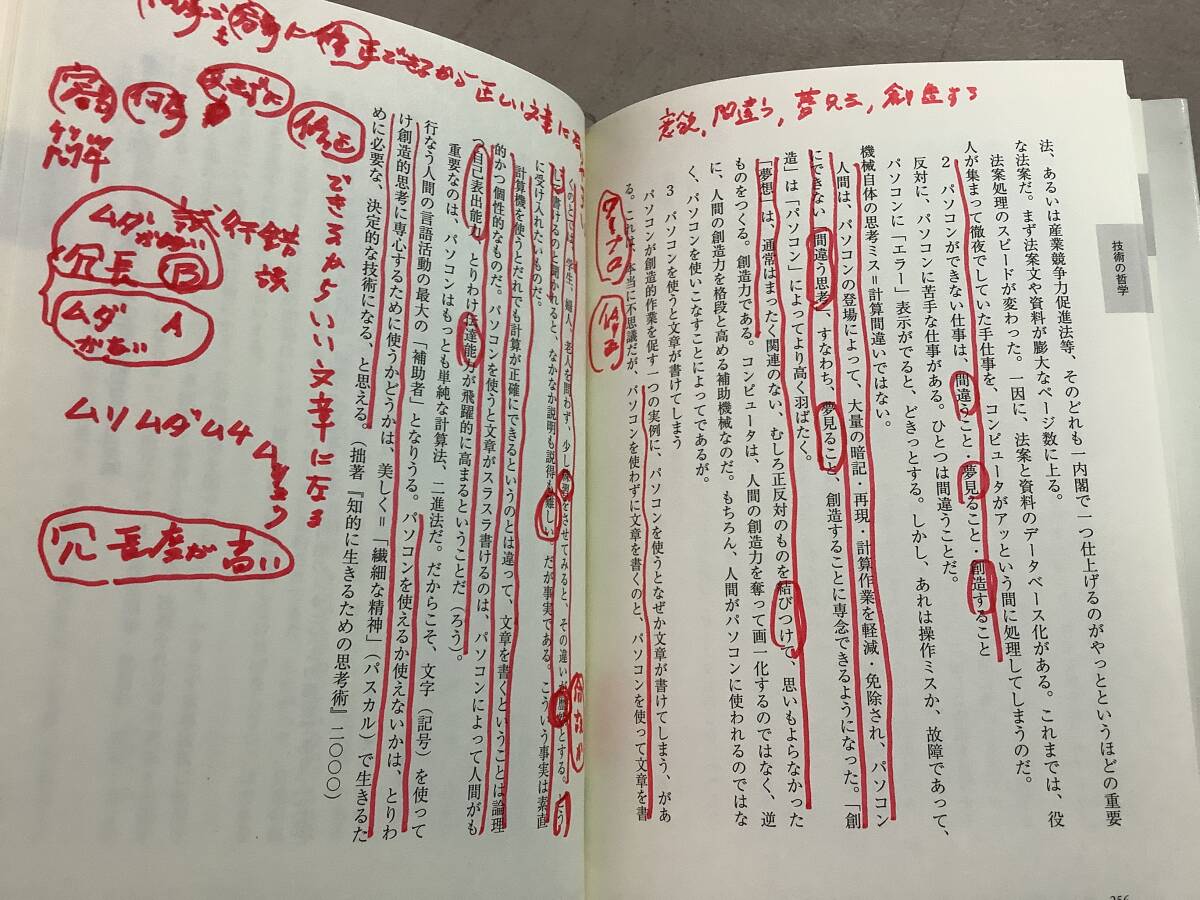 技術の哲学
法、あるいは産業競争力促進法等、そのどれも一内閣で一つ仕上げるのがやっとというほどの重要
な法案だ。まず法案文や資料が膨大なページ数に上る。これまでは、役
法案処理のスピードが変わった。一因に、法案と資料のデータベース化がある。
人が集まって徹夜でしていた手仕事を、コンピュータがアッという間に処理してしまうのだ。
2 パソコンができない仕事は、間違うこと・夢見ること・創造すること
反対に、パソコンに苦手な仕事がある。ひとつは間違うことだ。
パソコンに「エラー」表示がでると、どきっとする。しかし、あれは操作ミスか、故障であって、
機械自体の思考ミス=計算間違いではない。
人間は、パソコンの登場によって、大量の暗記・再現・計算作業を軽減・免除され、パソコン
にできない間違う思考、すなわち、夢見ること、創造することに専念できるようになった。「創
造」は「パソコン」によってより高く羽ばたく。
「夢想」は、通常はまったく関連のない、むしろ正反対のものを結びつけて、思いもよらなかった
ものをつくる。創造力である。コンピュータは、人間の創造力を奪って画一化するのではなく、逆
に、人間の創造力を格段と高める補助機械なのだ。もちろん、人間がパソコンに使われるのではな
く、パソコンを使いこなすことによってであるが。
3 パソコンを使うと文章が書けてしまう
パソコンが創造的作業を促す一つの実例に、パソコンを使うとなぜか文章が書けてしまう、があ
る。これは、本当に不思議だが、パソコンを使わずに文章を書くのと、パソコンを使って文章を書
256
意外, 間違う, 夢見る, 創造する
くのとでは、学生、婦人、老人を問わず、少し練習をさせてみると、その違いが
書けるのと聞かれると、なかなか説明も説得も難しい。だが事実である。こういう事実は素直
に受け入れたいものだ。
計算機を使うとだれでも計算が正確にできるというのとは違って、文章を書くということは論理
的かつ個性的なものだ。パソコンを使うと文章がスラスラ書けるのは、パソコンによって人間がも
つ自己表出能力、とりわけ伝達能力が飛躍的に高まるということだ(ろう)。
重要なのは、パソコンはもっとも単純な計算法、二進法だ。だからこそ、文字(記号)を使って
行なう人間の言語活動の最大の「補助者」となりうる。パソコンを使えるか使えないかは、とりわ
け創造的思考に専心するために使うかどうかは、美しく=「繊細な精神」(パスカル)で生きるた
めに必要な、決定的な技術になる、と思える。(拙著『知的に生きるための思考術』二〇〇〇)
修正できるから正しい文章に
修正
できるからいい文章に
ムダ
試行錯誤
冗長 B
ムダ A
がない
ムリムダムラ
冗長度が高い